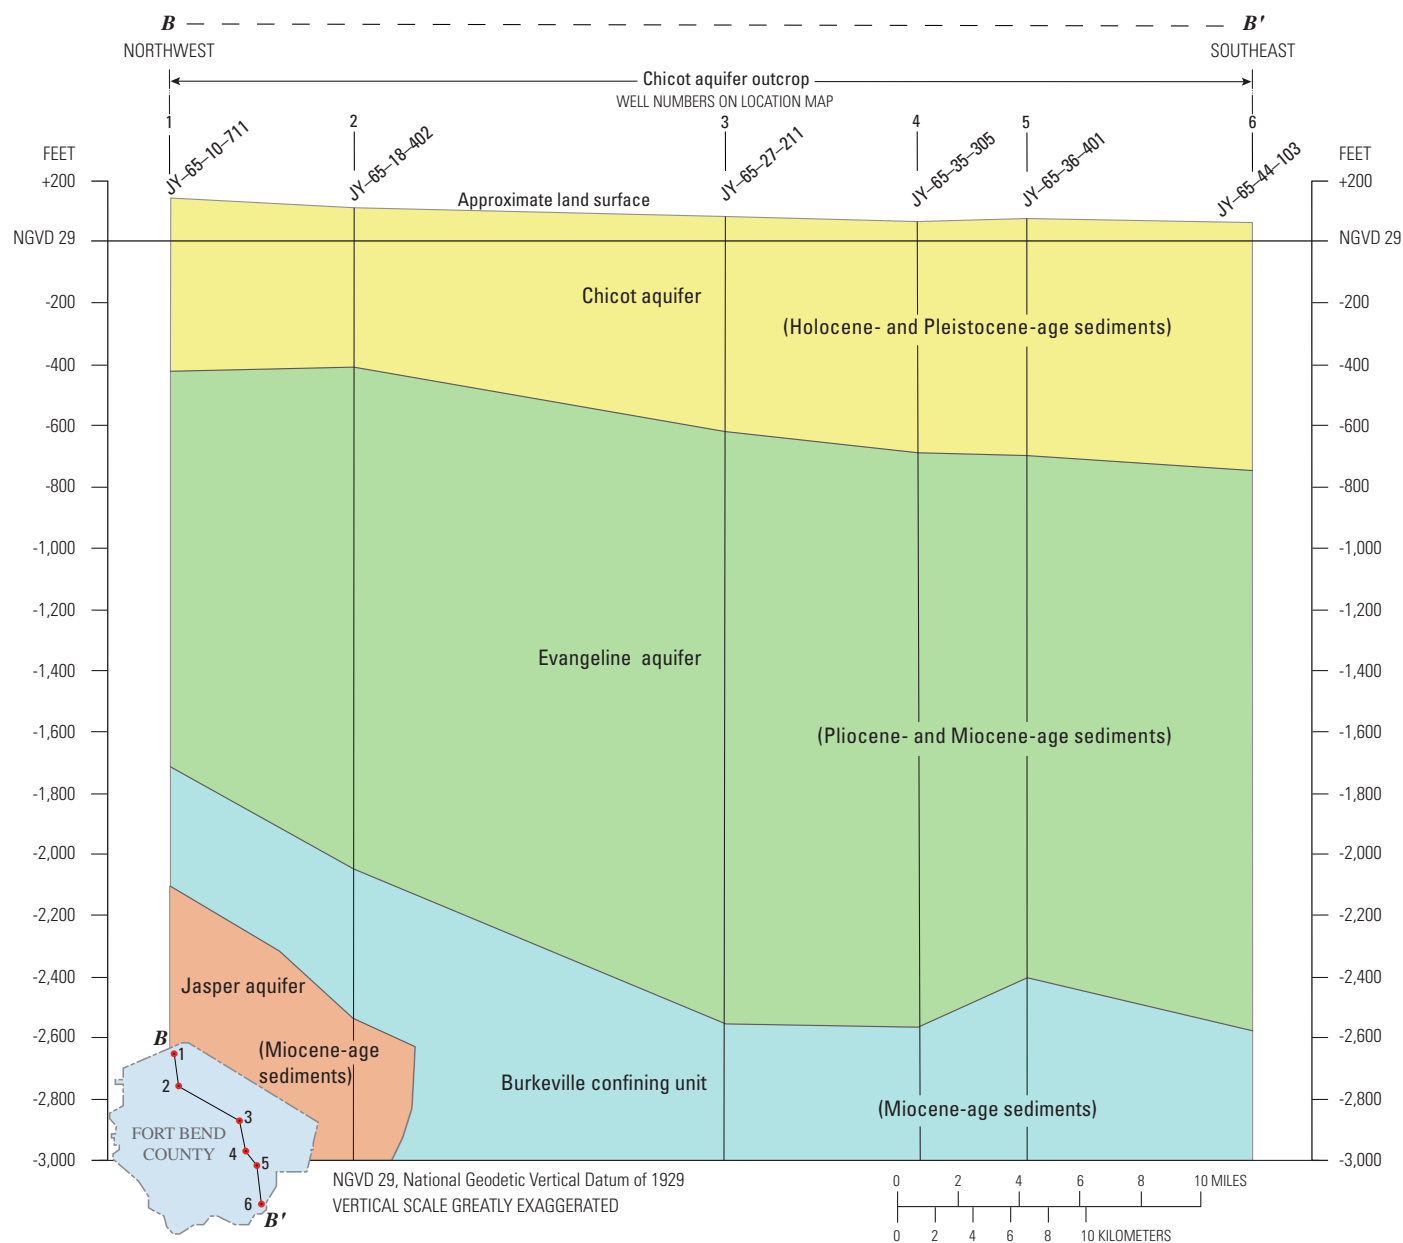 B
B'
NORTHWEST
SOUTHEAST
Chicot aquifer outcrop
WELL NUMBERS ON LOCATION MAP
1
2
3
4
5
6
JY–65–10–711
JY–65–18–402
JY–65–27–211
JY–65–35–305
JY–65–36–401
JY–65–44–103
FEET
FEET
+200
+200
Approximate land surface
NGVD 29
NGVD 29
Chicot aquifer
-200
-200
(Holocene- and Pleistocene-age sediments)
-400
-400
-600
-600
-800
-800
-1,000
-1,000
-1,200
-1,200
Evangeline aquifer
-1,400
-1,400
-1,600
-1,600
(Pliocene- and Miocene-age sediments)
-1,800
-1,800
-2,000
-2,000
-2,200
-2,200
-2,400
-2,400
Jasper aquifer
-2,600
-2,600
(Miocene-age
sediments)
Burkeville confining unit
-2,800
-2,800
(Miocene-age sediments)
-3,000
-3,000
B
1
2
3
4
5
6
B'
FORT BEND
COUNTY
NGVD 29, National Geodetic Vertical Datum of 1929
VERTICAL SCALE GREATLY EXAGGERATED
0 2 4 6 8 10 MILES
0 2 4 6 8 10 KILOMETERS